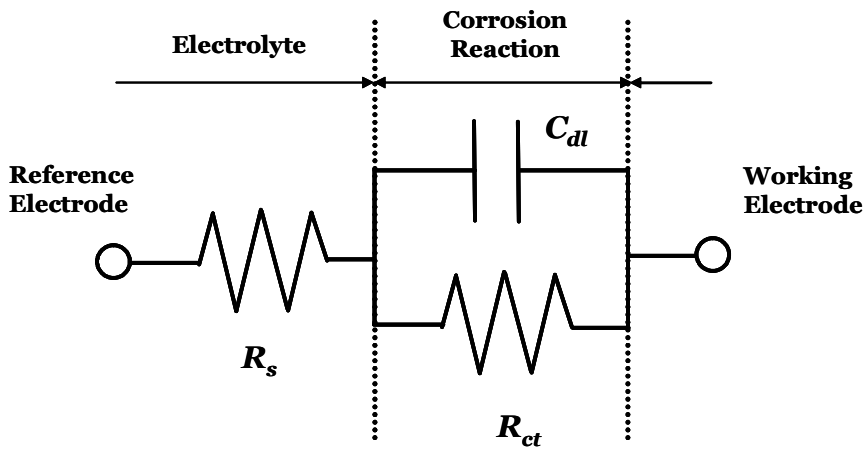 Electrolyte
Corrosion
Reaction
C_dl
Reference
Electrode
Working
Electrode
R_s
R_ct